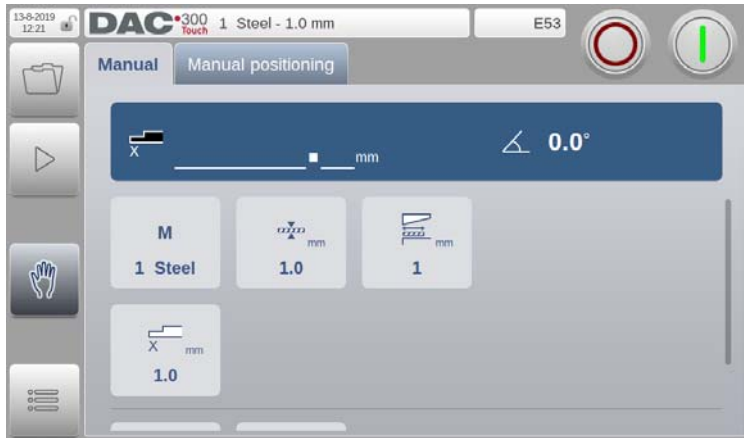 13-8-2019
12:21
DAC•300 Touch 1 Steel - 1.0 mm E53
Manual Manual positioning
X mm 0.0°
M mm mm
1 Steel 1.0 1
X mm
1.0